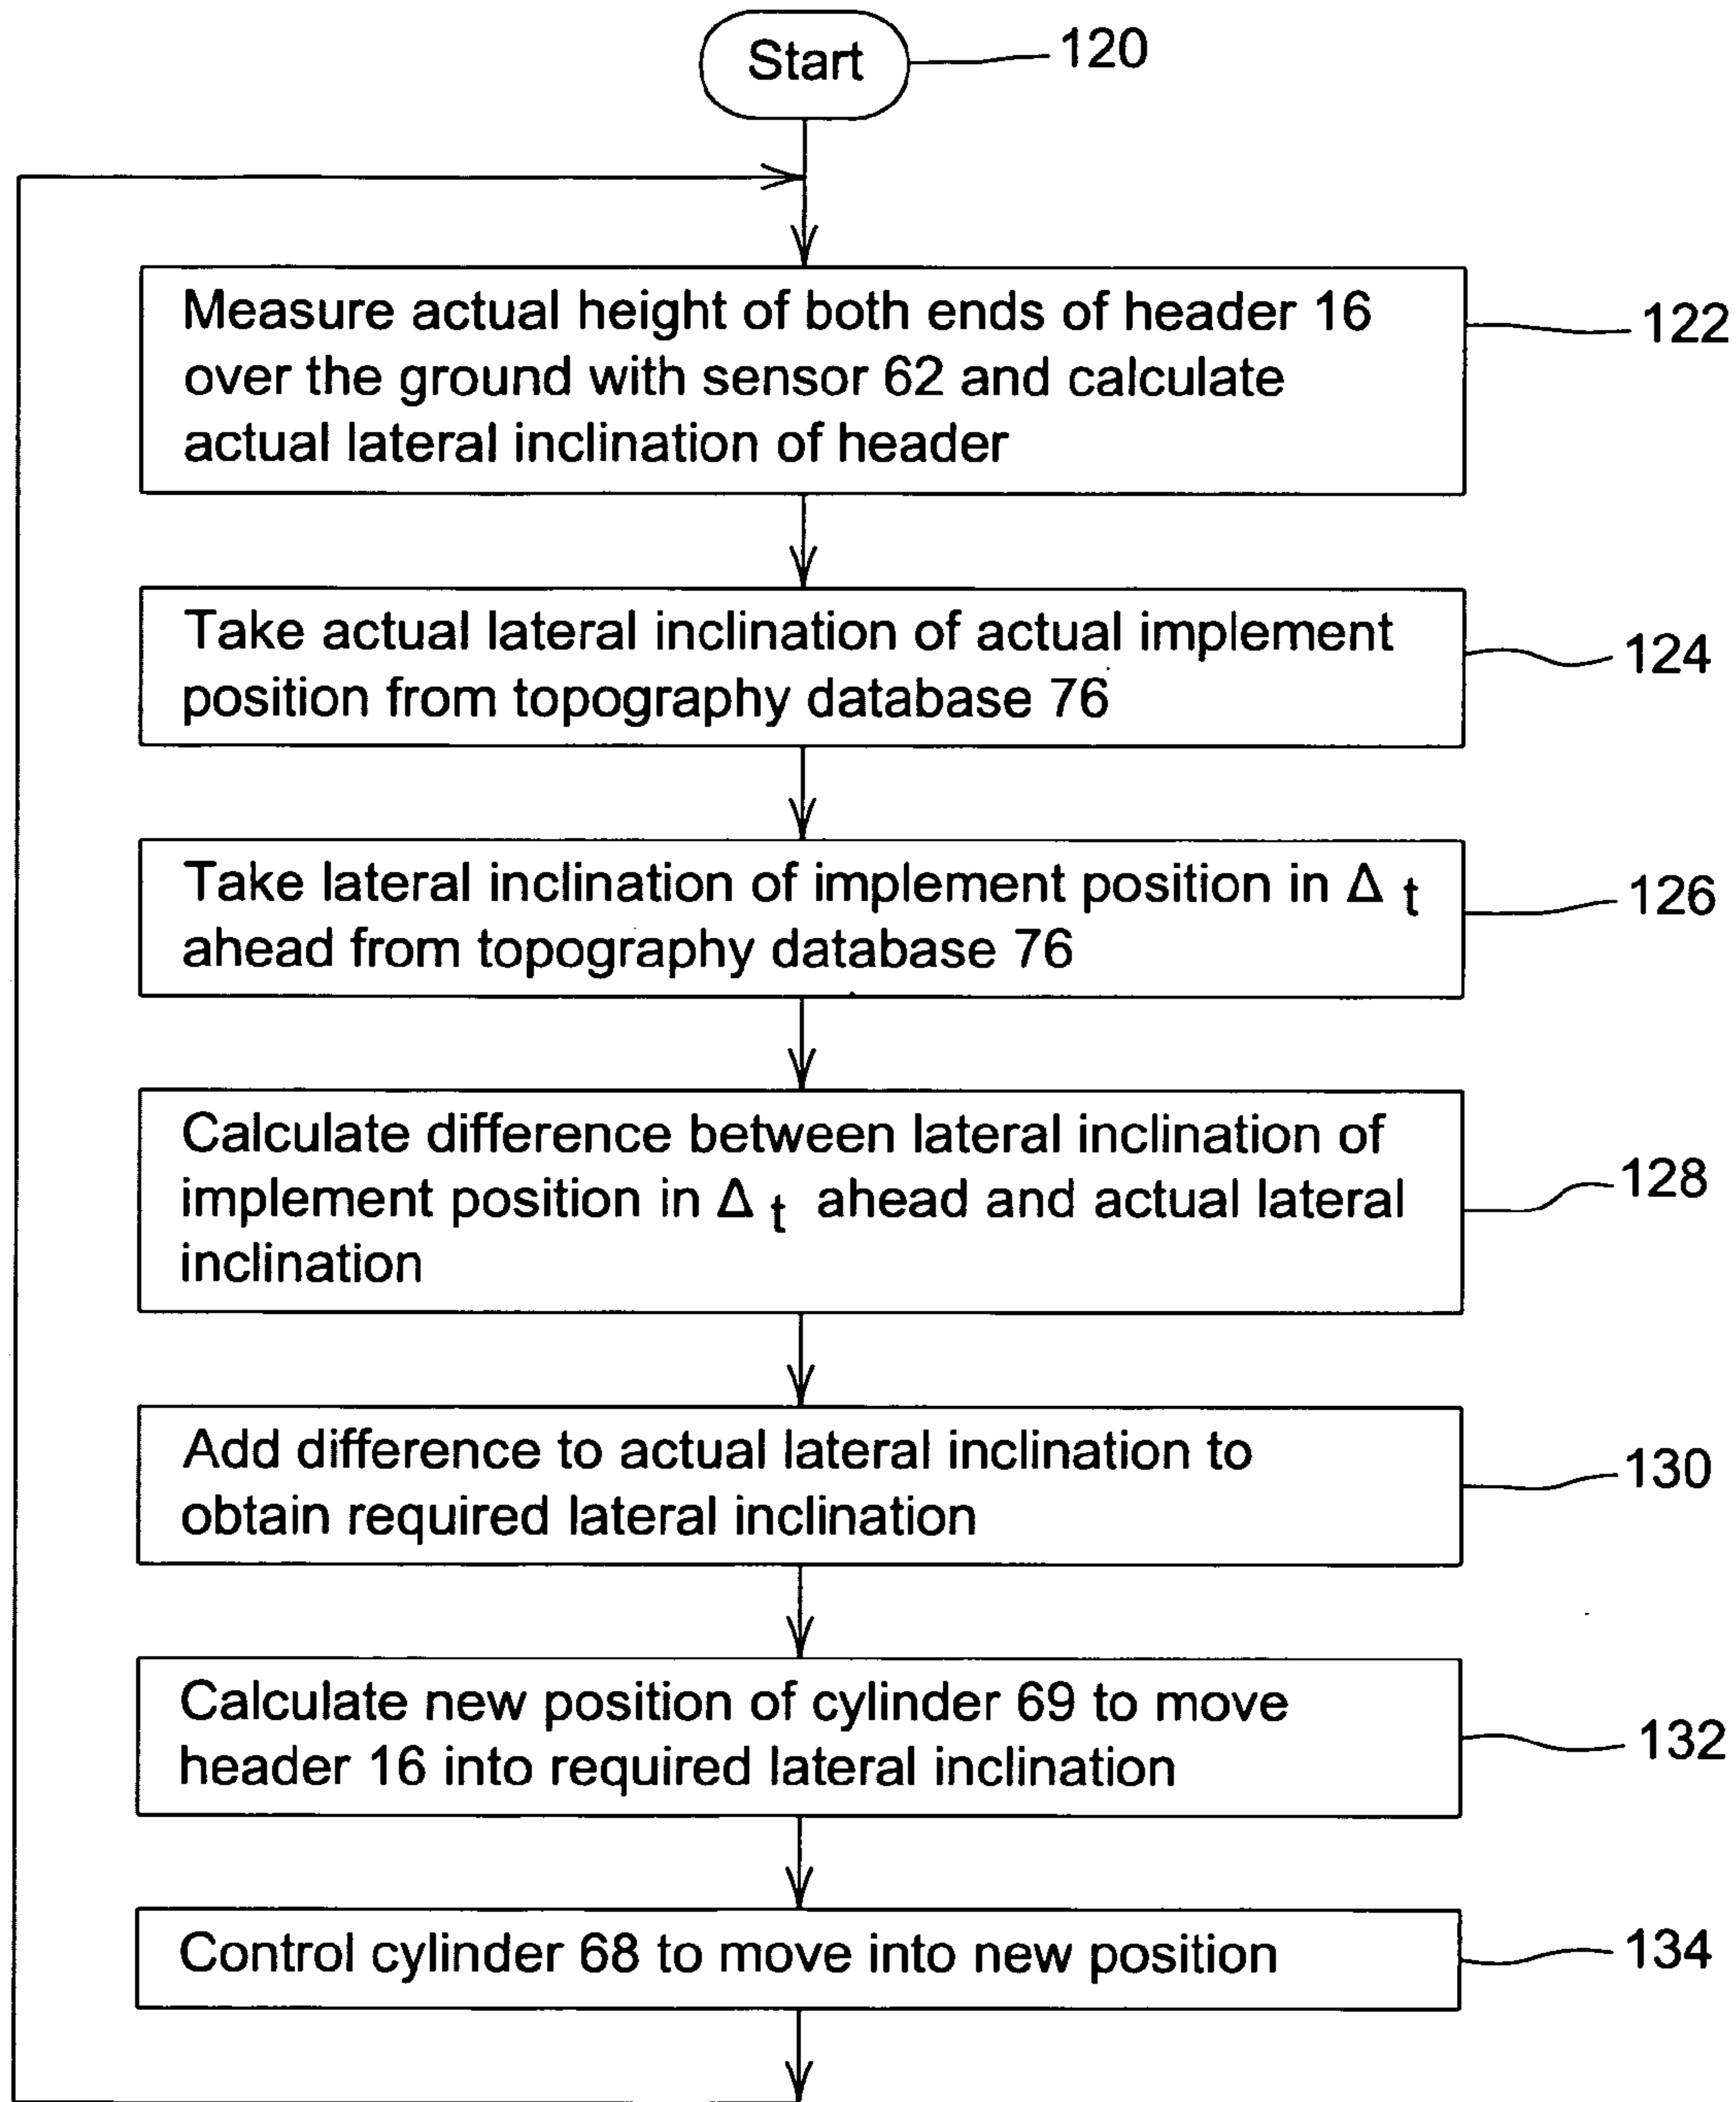 Start
120
Measure actual height of both ends of header 16
over the ground with sensor 62 and calculate
actual lateral inclination of header
122
Take actual lateral inclination of actual implement
position from topography database 76
124
Take lateral inclination of implement position in Δ t
ahead from topography database 76
126
Calculate difference between lateral inclination of
implement position in Δ t ahead and actual lateral
inclination
128
Add difference to actual lateral inclination to
obtain required lateral inclination
130
Calculate new position of cylinder 69 to move
header 16 into required lateral inclination
132
Control cylinder 68 to move into new position
134